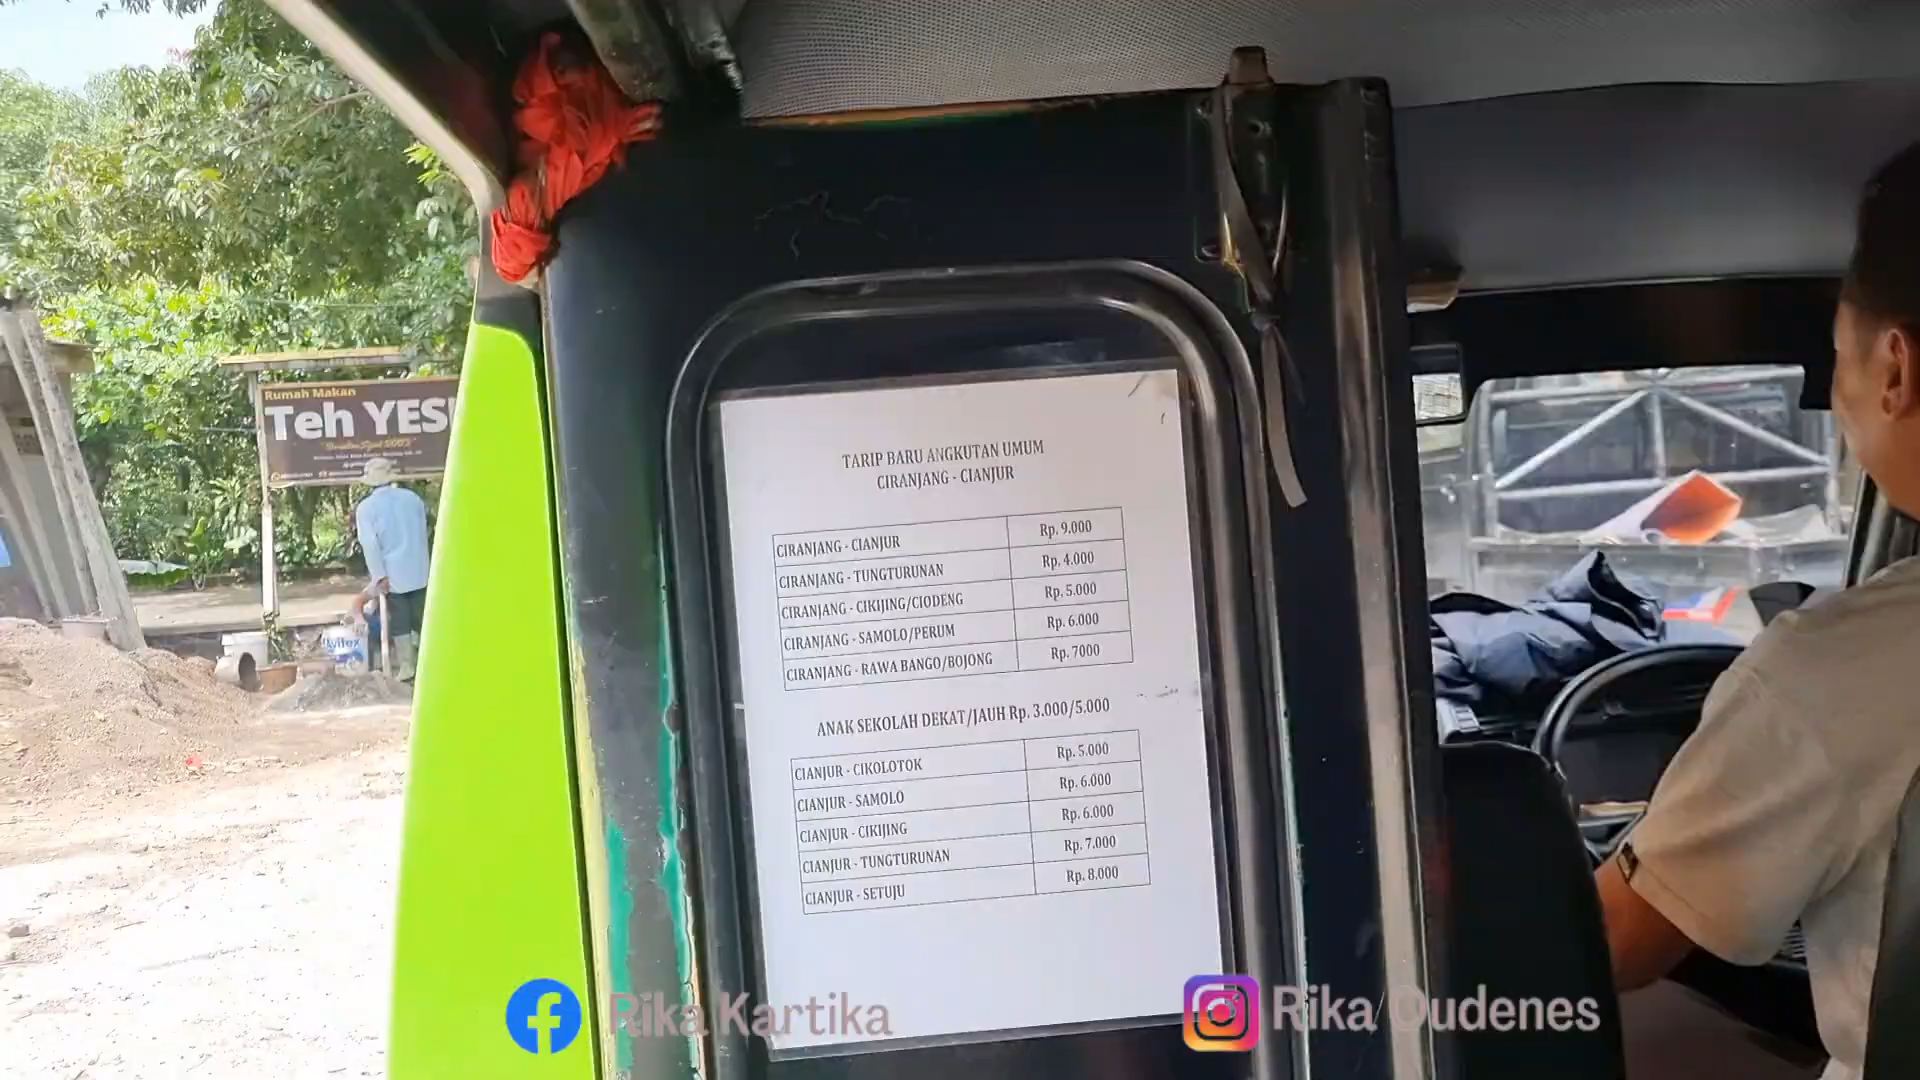 Rumah Makan
Teh YES
TARIP BARU ANGKUTAN UMUM
CIRANJANG - CIANJUR
CIRANJANG - CIANJUR Rp. 9.000
CIRANJANG - TUNGTURUNAN Rp. 4.000
CIRANJANG - CIKIJING/CIODENG Rp. 5.000
CIRANJANG - SAMOLO/PERUM Rp. 6.000
CIRANJANG - RAWA BANGO/BOJONG Rp. 7000
ANAK SEKOLAH DEKAT/JAUH Rp. 3.000/5.000
CIANJUR - CIKOLOTOK Rp. 5.000
CIANJUR - SAMOLO Rp. 6.000
CIANJUR - CIKIJING Rp. 6.000
CIANJUR - TUNGTURUNAN Rp. 7.000
CIANJUR - SETUJU Rp. 8.000
Rika Kartika
Rika Oudenes